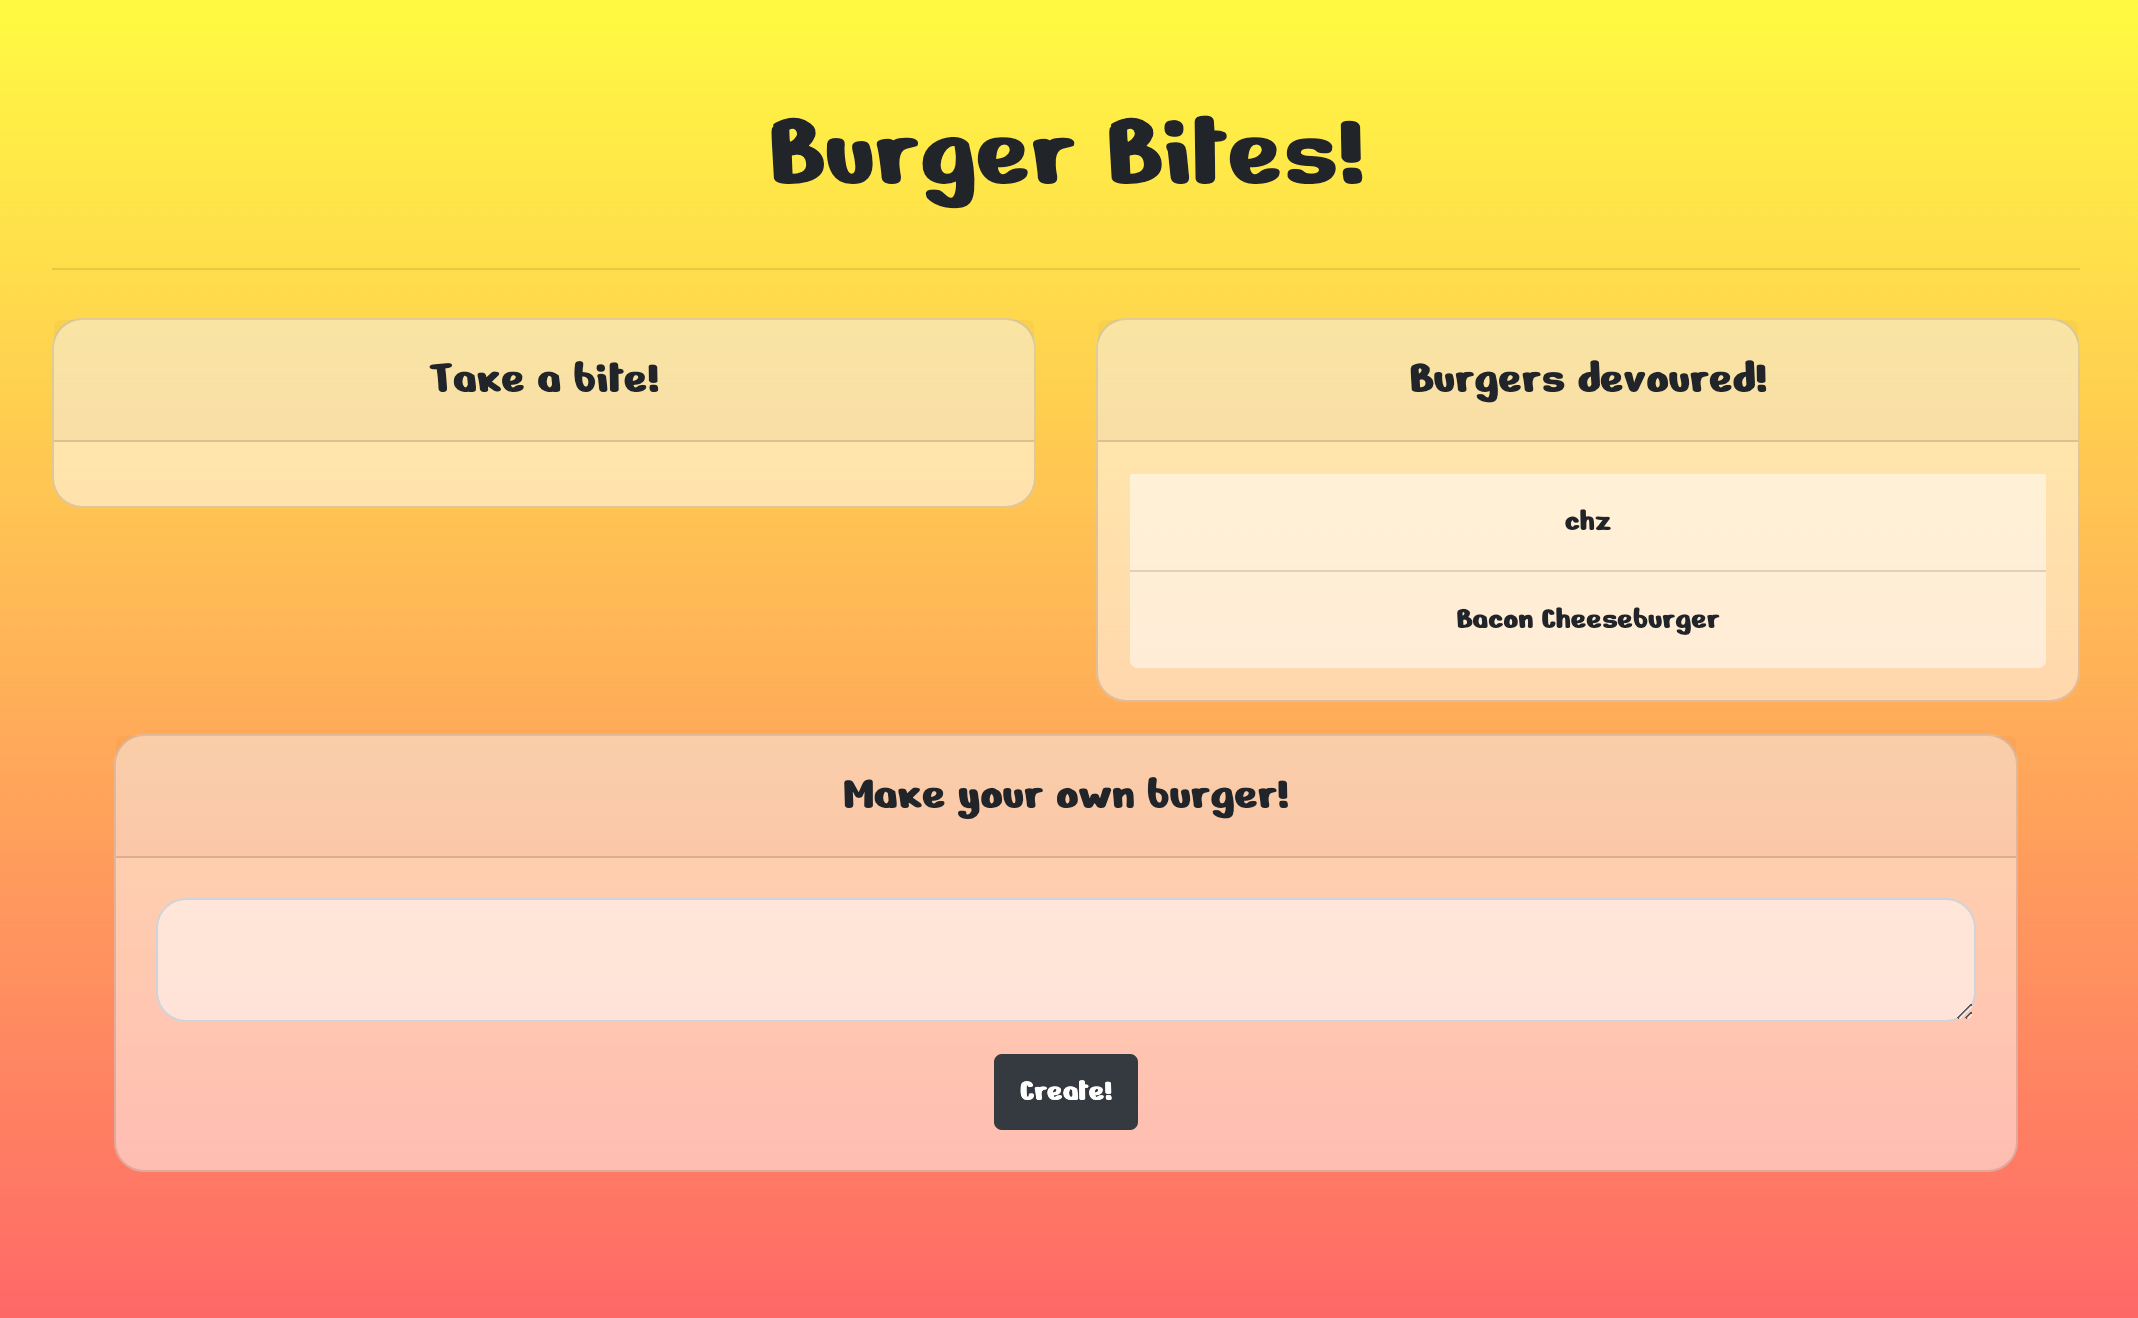 Burger Bites!
Take a bite!
Burgers devoured!
chz
Bacon Cheeseburger
Make your own burger!
Create!